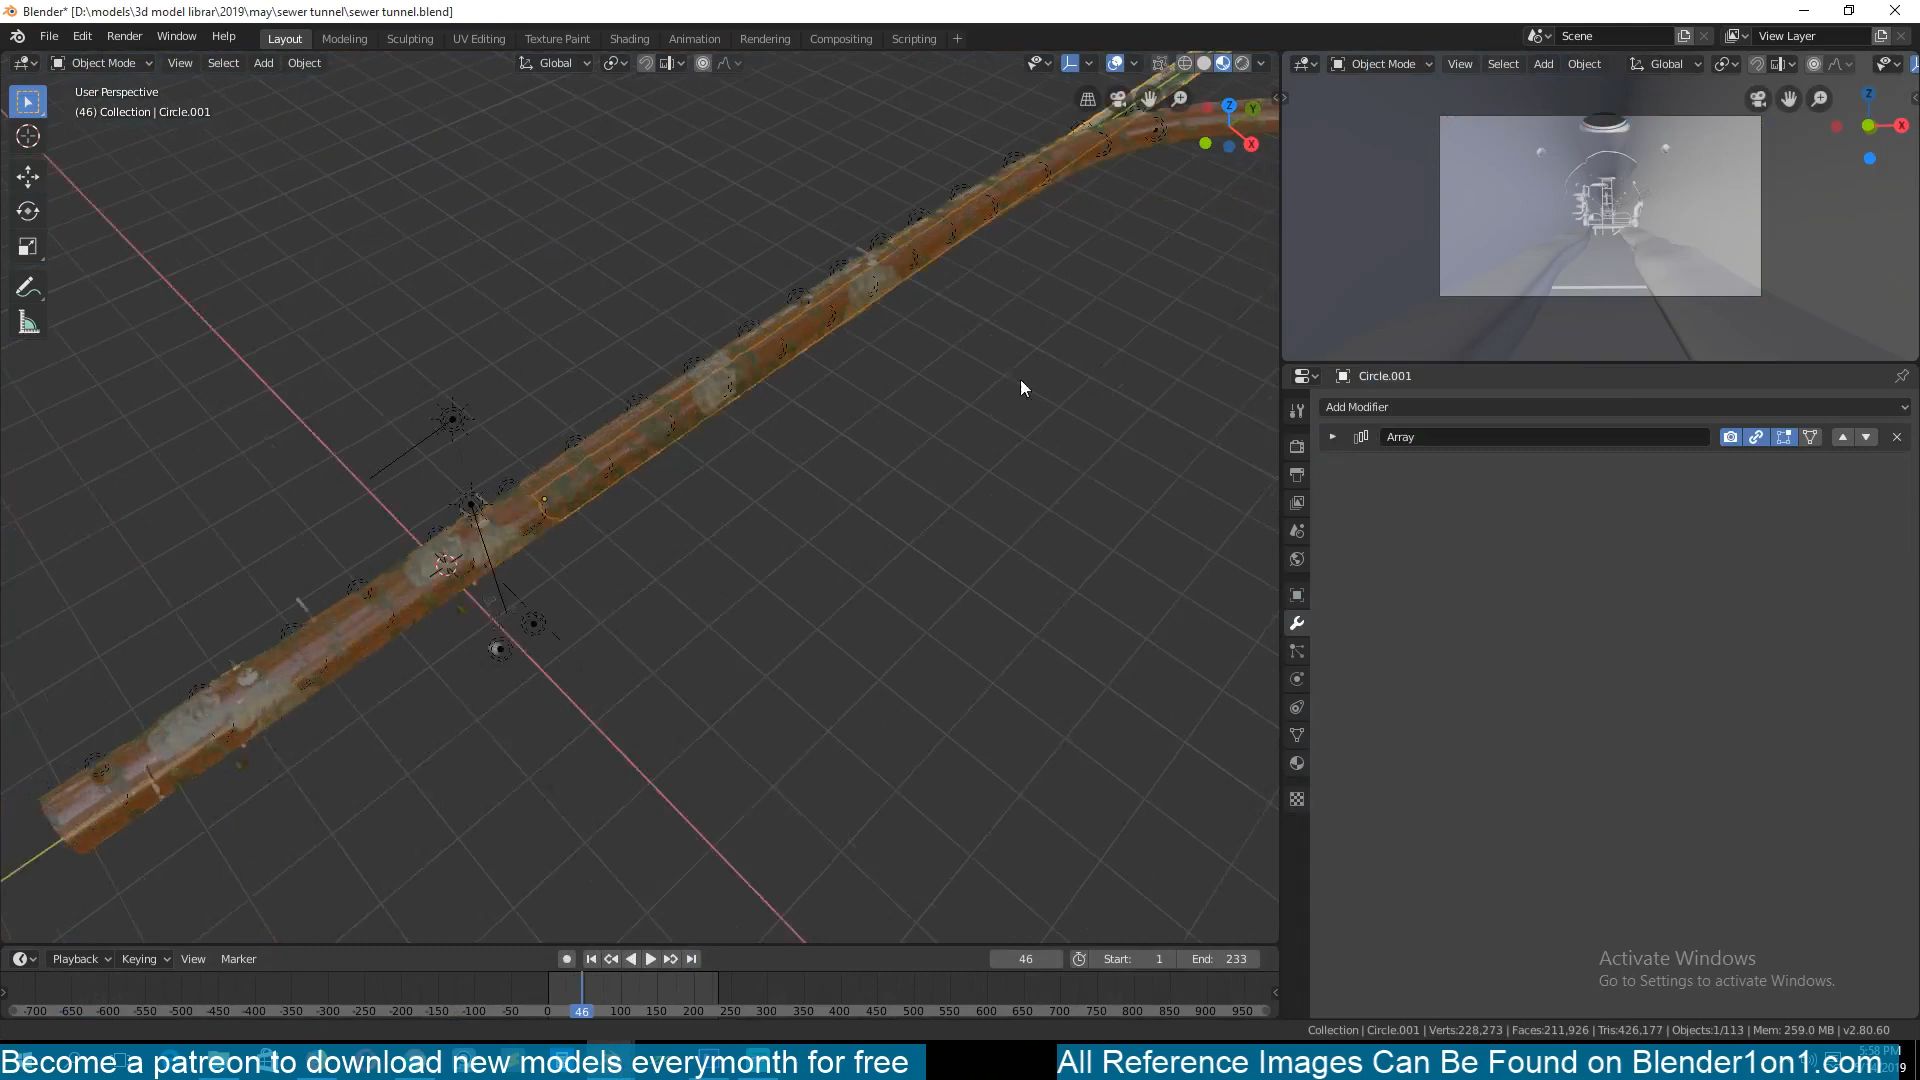 Blender* [D:\models\3d model librar\2019\may\sewer tunnel\sewer tunnel.blend]
File Edit Render Window Help Layout Modeling Sculpting UV Editing Texture Paint Shading Animation Rendering Compositing Scripting + Scene View Layer
Object Mode View Select Add Object Global Object Mode View Select Add Object Global
User Perspective
(46) Collection | Circle.001
Z
Y
X
Z
X
Circle.001
Add Modifier
Array
Activate Windows
Go to Settings to activate Windows.
Playback Keying View Marker 46 Start: 1 End: 233
-700 -650 -600 -550 -500 -450 -400 -350 -300 -250 -200 -150 -100 -50 0 46 100 150 200 250 300 350 400 450 500 550 600 650 700 750 800 850 900 950
Collection | Circle.001 | Verts:228,273 | Faces:211,926 | Tris:426,177 | Objects:1/113 | Mem: 259.0 MB | v2.80.60
Become a patreon to download new models everymonth for free
All Reference Images Can Be Found on Blender1on1.com
5:58 PM